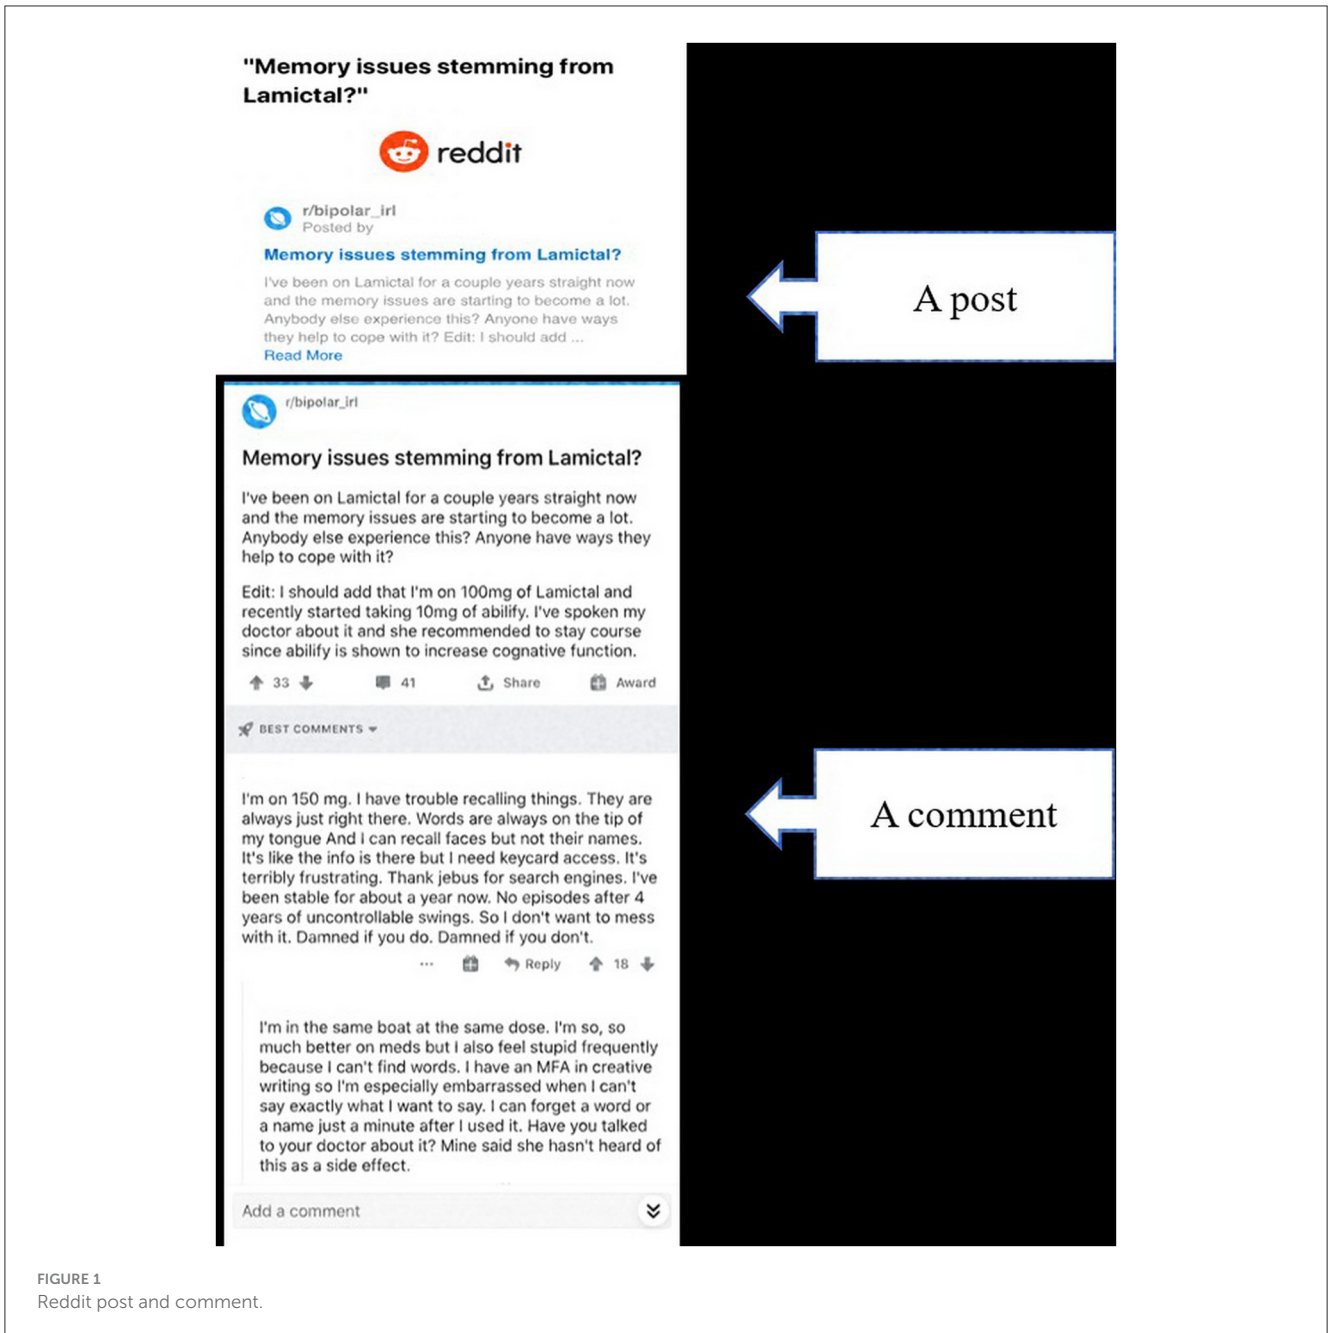 "Memory issues stemming from
Lamictal?"
reddit
r/bipolar_irl
Posted by
Memory issues stemming from Lamictal?
I've been on Lamictal for a couple years straight now
and the memory issues are starting to become a lot.
Anybody else experience this? Anyone have ways
they help to cope with it? Edit: I should add ...
Read More
A post
r/bipolar_irl
Memory issues stemming from Lamictal?
I've been on Lamictal for a couple years straight now
and the memory issues are starting to become a lot.
Anybody else experience this? Anyone have ways they
help to cope with it?
Edit: I should add that I'm on 100mg of Lamictal and
recently started taking 10mg of abilify. I've spoken my
doctor about it and she recommended to stay course
since abilify is shown to increase cognative function.
33 41 Share Award
BEST COMMENTS
I'm on 150 mg. I have trouble recalling things. They are
always just right there. Words are always on the tip of
my tongue And I can recall faces but not their names.
It's like the info is there but I need keycard access. It's
terribly frustrating. Thank jebus for search engines. I've
been stable for about a year now. No episodes after 4
years of uncontrollable swings. So I don't want to mess
with it. Damned if you do. Damned if you don't.
... Reply 18
A comment
I'm in the same boat at the same dose. I'm so, so
much better on meds but I also feel stupid frequently
because I can't find words. I have an MFA in creative
writing so I'm especially embarrassed when I can't
say exactly what I want to say. I can forget a word or
a name just a minute after I used it. Have you talked
to your doctor about it? Mine said she hasn't heard of
this as a side effect.
Add a comment
FIGURE 1
Reddit post and comment.